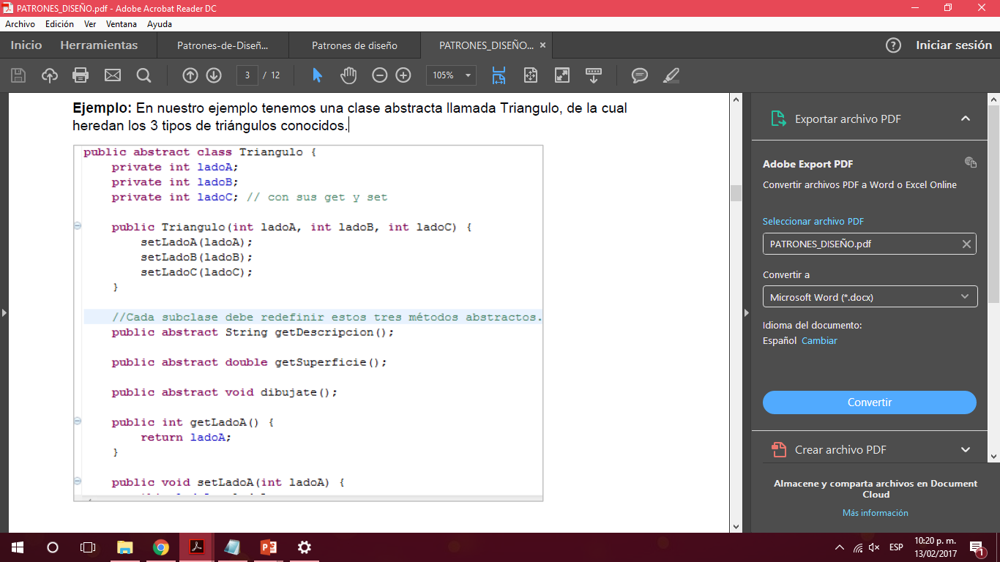 PATRONES_DISEÑO.pdf - Adobe Acrobat Reader DC
Archivo Edición Ver Ventana Ayuda
Inicio Herramientas Patrones-de-Diseñ... Patrones de diseño PATRONES_DISEÑO... × ? Iniciar sesión
3 / 12 105%
Ejemplo: En nuestro ejemplo tenemos una clase abstracta llamada Triangulo, de la cual
heredan los 3 tipos de triángulos conocidos.
public abstract class Triangulo {
private int ladoA;
private int ladoB;
private int ladoC; // con sus get y set
public Triangulo(int ladoA, int ladoB, int ladoC) {
setLadoA(ladoA);
setLadoB(ladoB);
setLadoC(ladoC);
}
//Cada subclase debe redefinir estos tres métodos abstractos.
public abstract String getDescripcion();
public abstract double getSuperficie();
public abstract void dibujate();
public int getLadoA() {
return ladoA;
}
public void setLadoA(int ladoA) {
Exportar archivo PDF
Adobe Export PDF
Convertir archivos PDF a Word o Excel Online
Seleccionar archivo PDF
PATRONES_DISEÑO.pdf
Convertir a
Microsoft Word (*.docx)
Idioma del documento:
Español Cambiar
Convertir
Crear archivo PDF
Almacene y comparta archivos en Document
Cloud
Más información
ESP
10:20 p. m.
13/02/2017
1